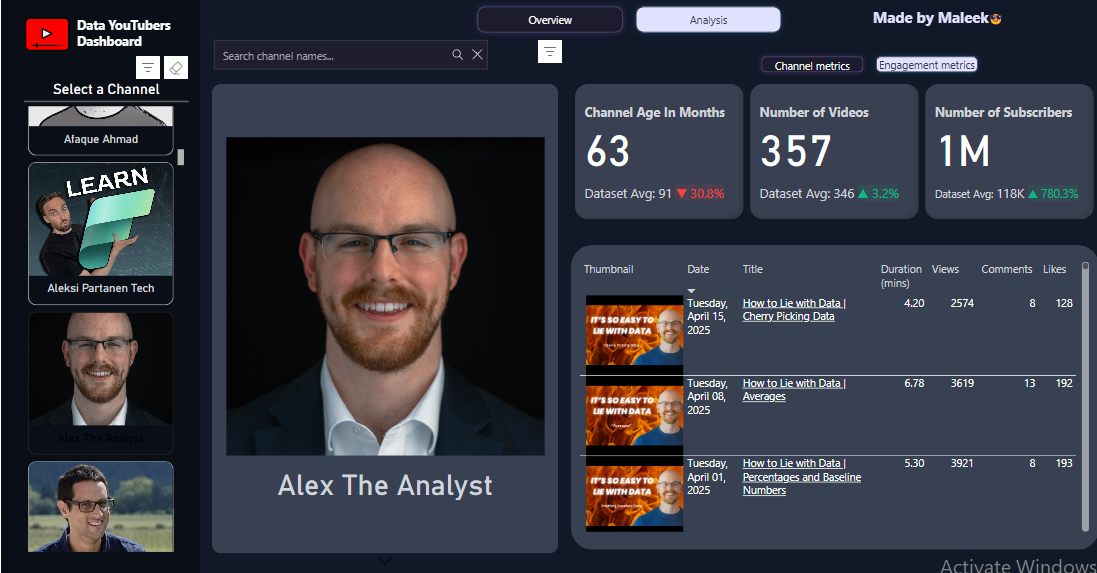 Data YouTubers
Dashboard
Select a Channel
Afaque Ahmad
LEARN
Aleksi Partanen Tech
Alex The Analyst
Overview
Analysis
Made by Maleek
Search channel names...
Channel metrics
Engagement metrics
Alex The Analyst
Channel Age In Months
63
Dataset Avg: 91 ▼ 30.8%
Number of Videos
357
Dataset Avg: 346 ▲ 3.2%
Number of Subscribers
1M
Dataset Avg: 118K ▲ 780.3%
Thumbnail Date Title Duration (mins) Views Comments Likes
IT'S SO EASY TO
LIE WITH DATA
Cherry Picking Data
Tuesday,
April 15,
2025
How to Lie with Data |
Cherry Picking Data
4.20 2574 8 128
IT'S SO EASY TO
LIE WITH DATA
"Averages"
Tuesday,
April 08,
2025
How to Lie with Data |
Averages
6.78 3619 13 192
IT'S SO EASY TO
LIE WITH DATA
Tuesday,
April 01,
2025
How to Lie with Data |
Percentages and Baseline
Numbers
5.30 3921 8 193
Activate Windows